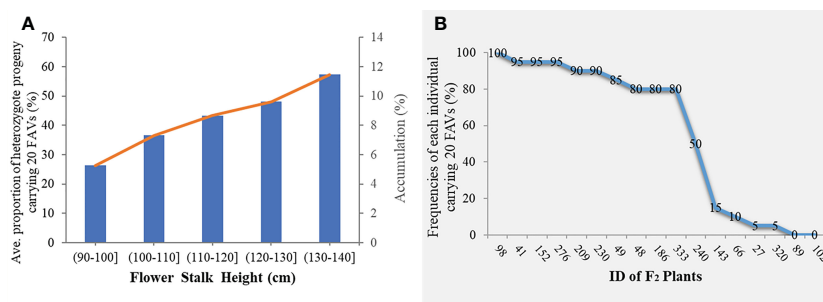 A
Ave. proportion of heterozygote progeny
carrying 20 FAVs (%)
70
60
50
40
30
20
10
0
14
12
10
8
6
4
2
0
Accumulation (%)
(90-100] (100-110] (110-120] (120-130] (130-140]
Flower Stalk Height (cm)
B
Frequencies of each individual
carrying 20 FAVs (%)
100
80
60
40
20
0
100 95 95 95 90 90 85 80 80 80 50 15 10 5 5 0 0
98 41 152 276 209 230 49 48 186 333 240 143 66 27 320 89 102
ID of F2 Plants